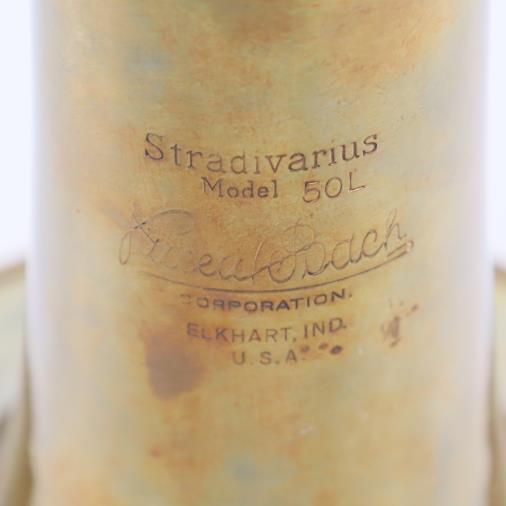 Stradivarius
Model 50L
Vincent Bach
CORPORATION.
ELKHART, IND.
U.S.A.